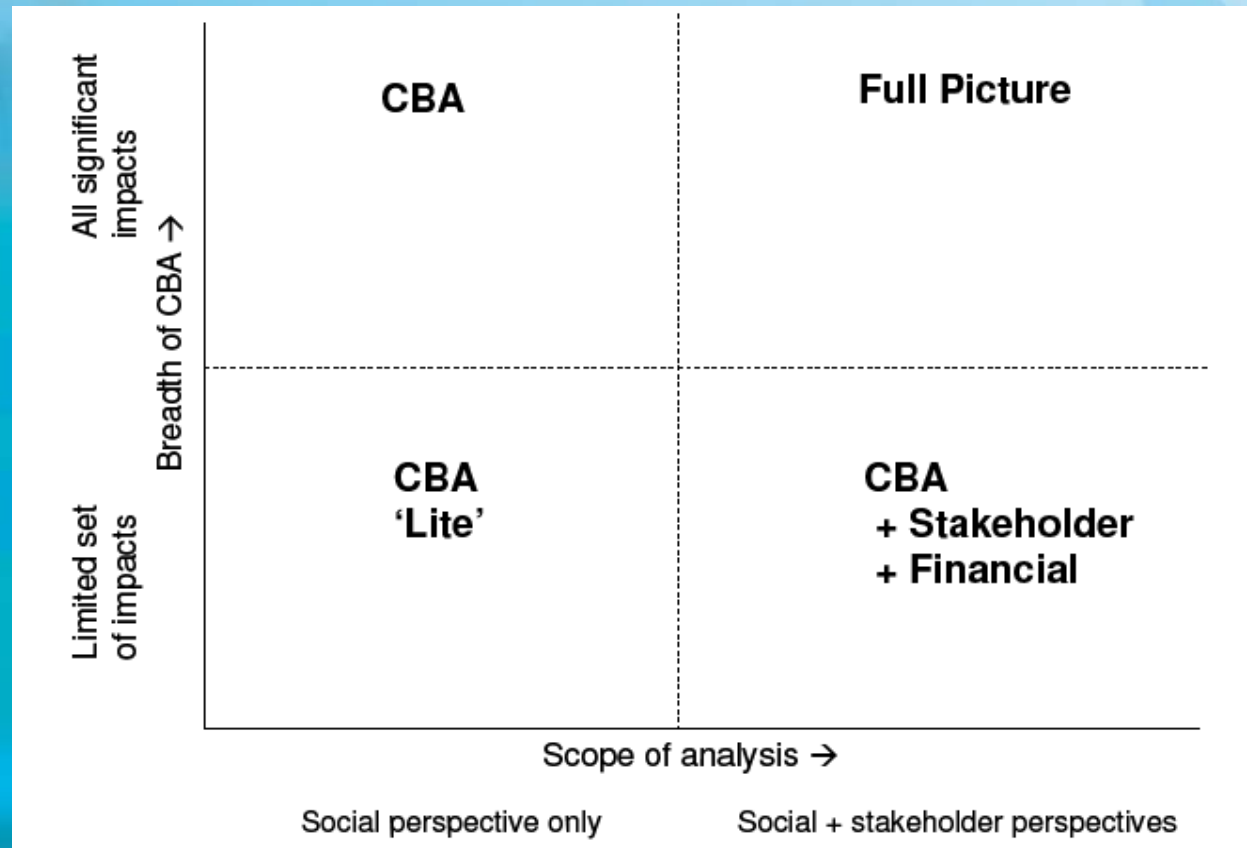 All significant
impacts
Breadth of CBA →
Limited set
of impacts
CBA
Full Picture
CBA
‘Lite’
CBA
+ Stakeholder
+ Financial
Scope of analysis →
Social perspective only
Social + stakeholder perspectives